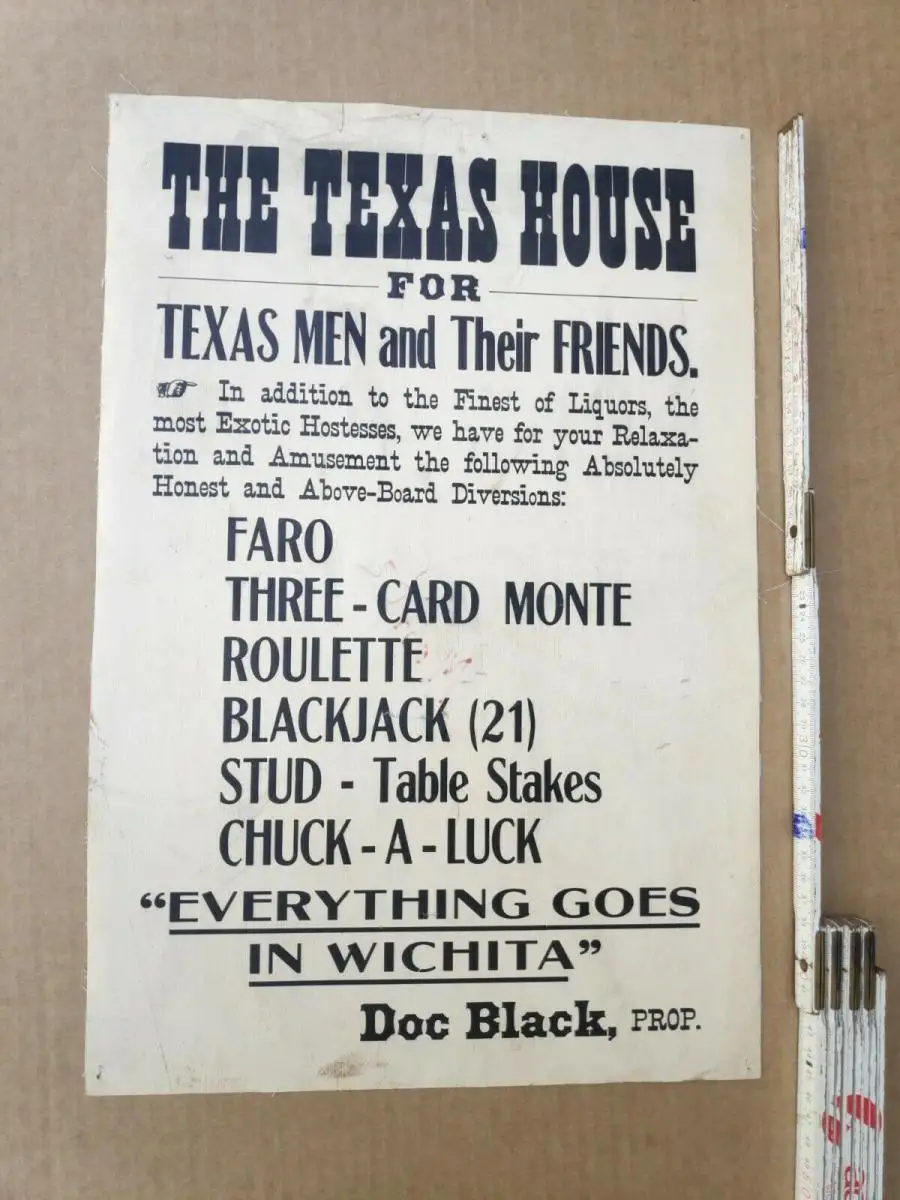 THE TEXAS HOUSE
FOR
TEXAS MEN and Their FRIENDS.
☞ In addition to the Finest of Liquors, the
most Exotic Hostesses, we have for your Relaxa-
tion and Amusement the following Absolutely
Honest and Above-Board Diversions:
FARO
THREE - CARD MONTE
ROULETTE
BLACKJACK (21)
STUD - Table Stakes
CHUCK - A - LUCK
“EVERYTHING GOES
IN WICHITA”
Doc Black, PROP.